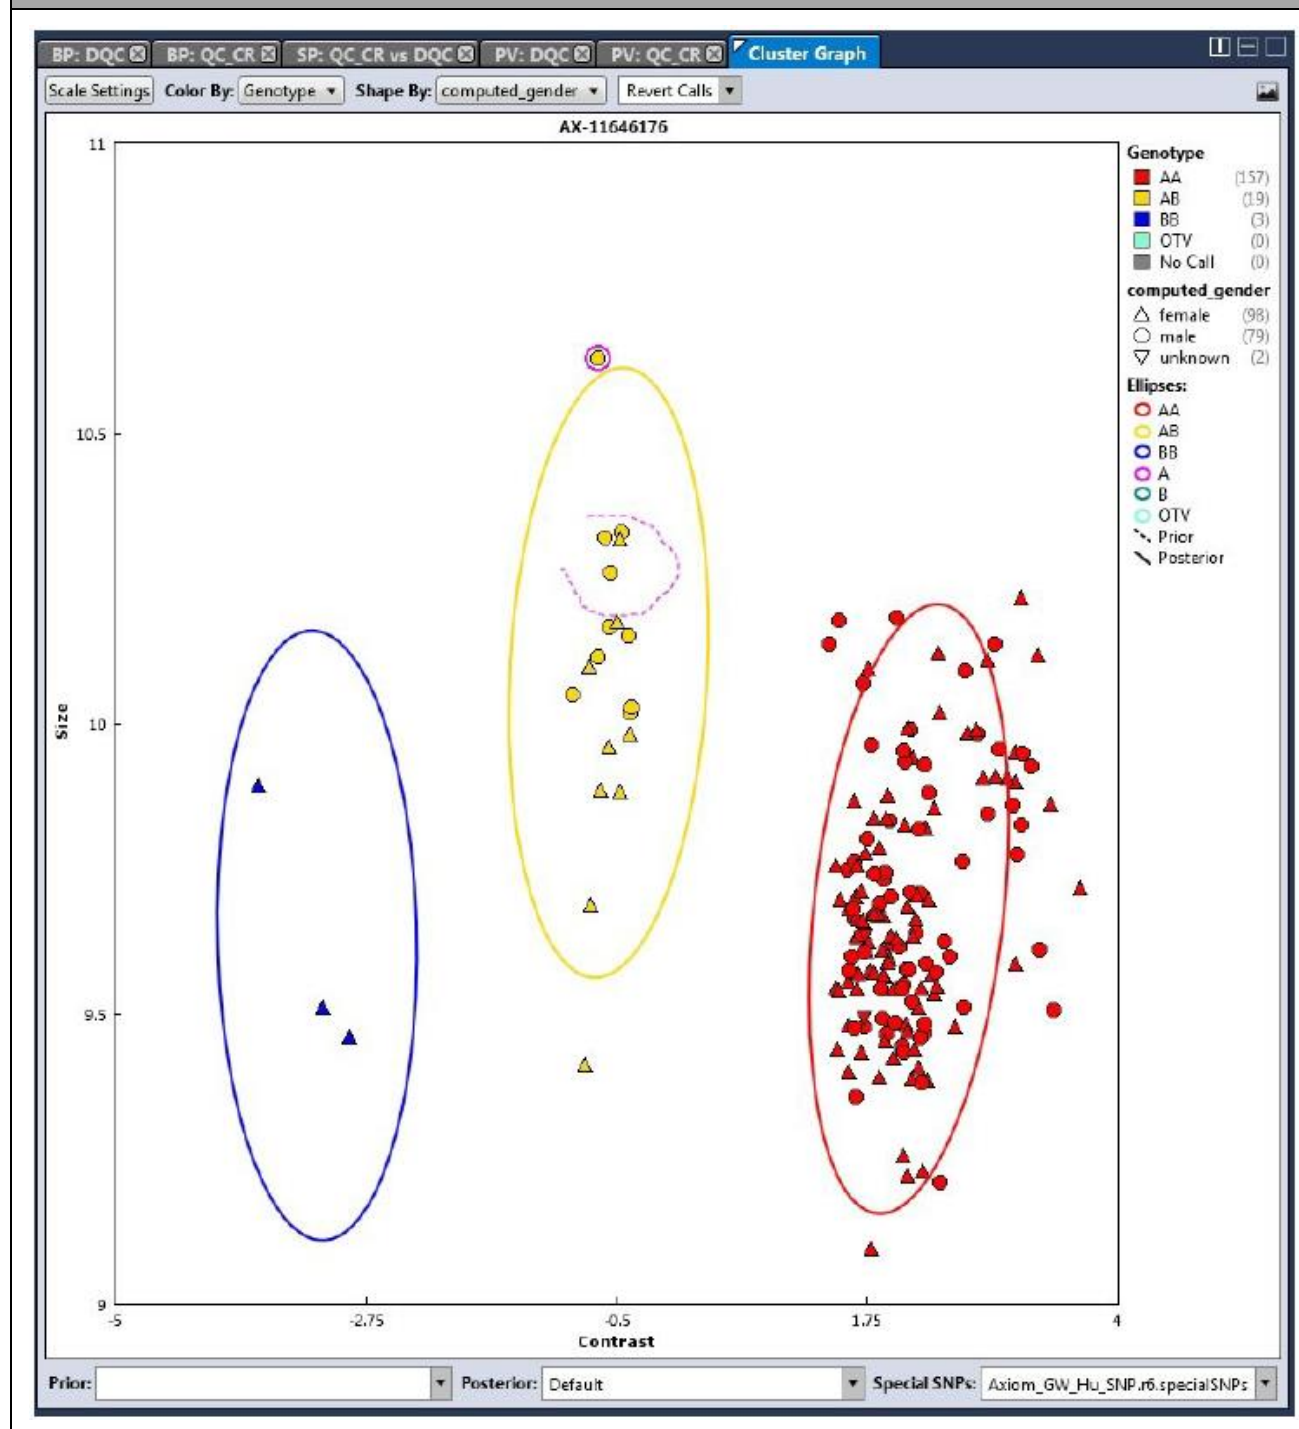 BP: DQC BP: QC_CR SP: QC_CR vs DQC PV: DQC PV: QC_CR Cluster Graph
Scale Settings Color By: Genotype Shape By: computed_gender Revert Calls
AX-11646176
Genotype
AA (157)
AB (19)
BB (3)
OTV (0)
No Call (0)
computed_gender
female (98)
male (79)
unknown (2)
Ellipses:
AA
AB
BB
A
B
OTV
Prior
Posterior
11
10.5
10
9.5
9
Size
-5 -2.75 -0.5 1.75 4
Contrast
Prior: Posterior: Default Special SNPs: Axiom_GW_Hu_SNP.r6.specialSNPs